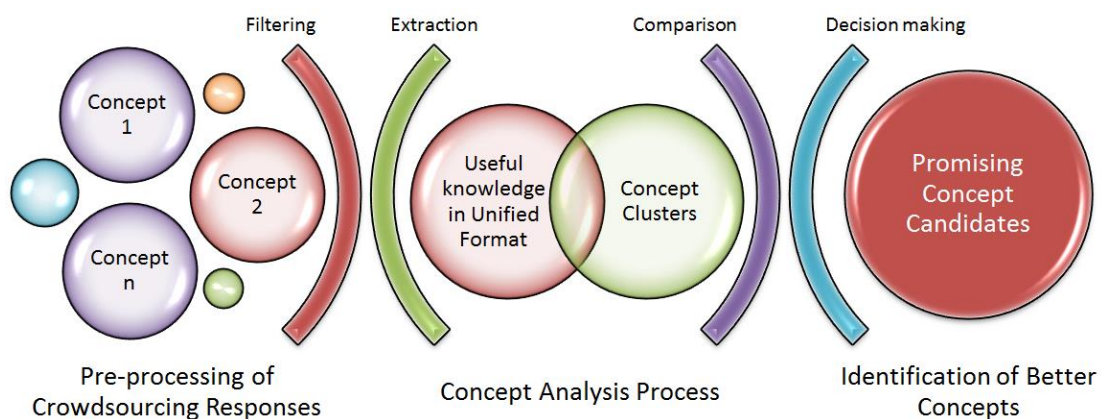 Filtering
Extraction
Comparison
Decision making
Concept
1
Concept
2
Concept
n
Useful
knowledge
in Unified
Format
Concept
Clusters
Promising
Concept
Candidates
Pre-processing of
Crowdsourcing Responses
Concept Analysis Process
Identification of Better
Concepts